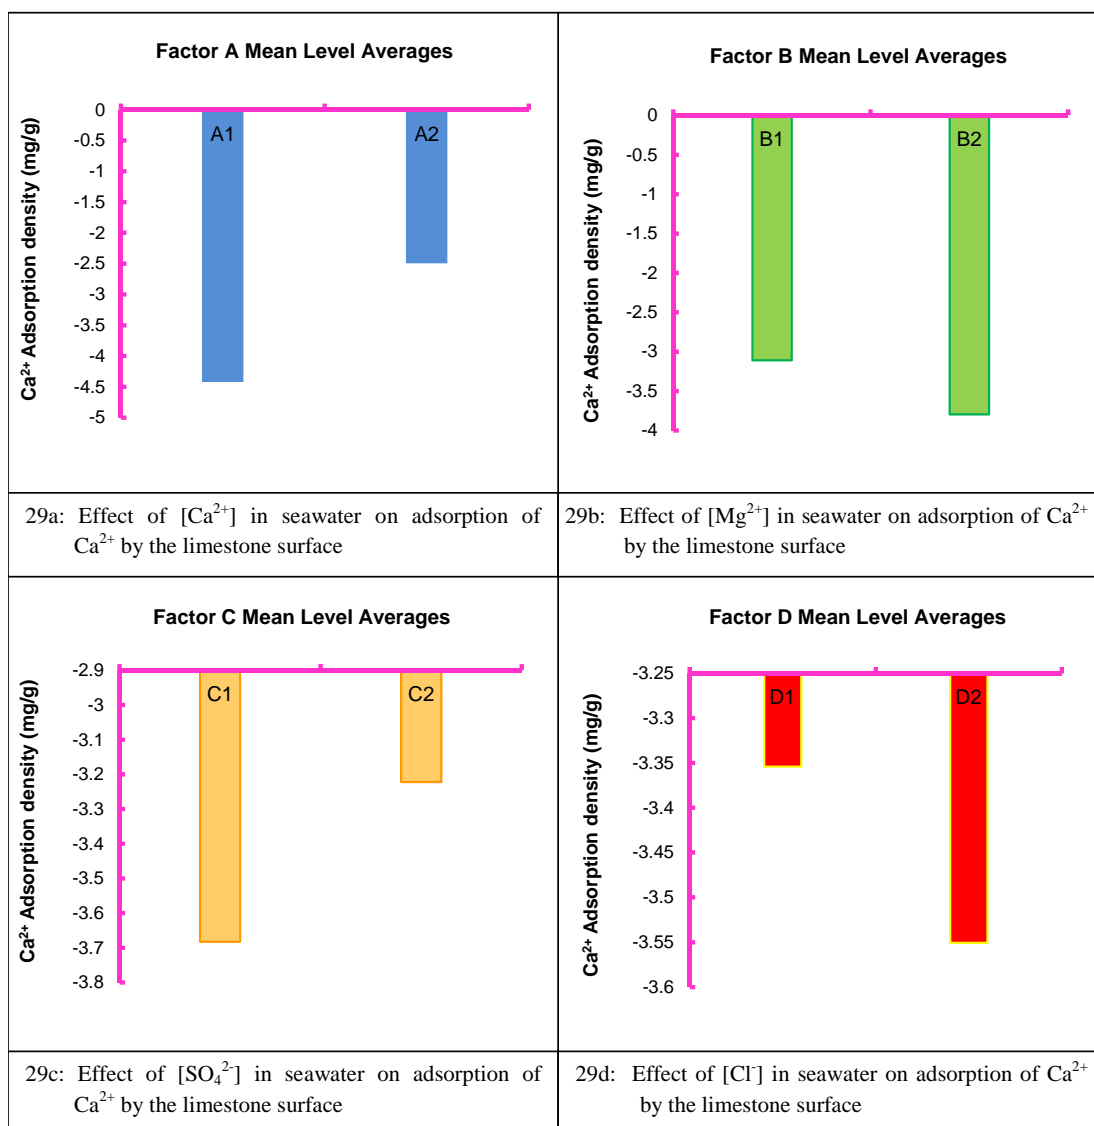 Factor A Mean Level Averages
Ca²⁺ Adsorption density (mg/g)
0
-0.5
-1
-1.5
-2
-2.5
-3
-3.5
-4
-4.5
-5
A1
A2
29a: Effect of [Ca²⁺] in seawater on adsorption of
Ca²⁺ by the limestone surface
Factor B Mean Level Averages
Ca²⁺ Adsorption density (mg/g)
0
-0.5
-1
-1.5
-2
-2.5
-3
-3.5
-4
B1
B2
29b: Effect of [Mg²⁺] in seawater on adsorption of Ca²⁺
by the limestone surface
Factor C Mean Level Averages
Ca²⁺ Adsorption density (mg/g)
-2.9
-3
-3.1
-3.2
-3.3
-3.4
-3.5
-3.6
-3.7
-3.8
C1
C2
29c: Effect of [SO₄²⁻] in seawater on adsorption of
Ca²⁺ by the limestone surface
Factor D Mean Level Averages
Ca²⁺ Adsorption density (mg/g)
-3.25
-3.3
-3.35
-3.4
-3.45
-3.5
-3.55
-3.6
D1
D2
29d: Effect of [Cl⁻] in seawater on adsorption of Ca²⁺
by the limestone surface